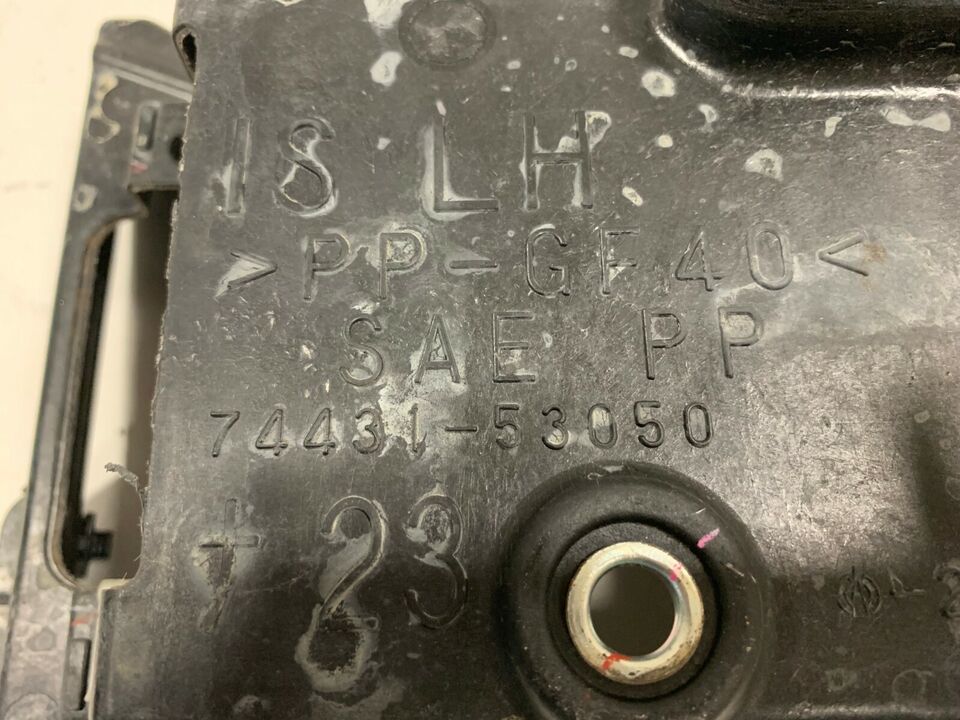 IS LH
>PP-GF40<
SAE PP
74431-53050
+ 23